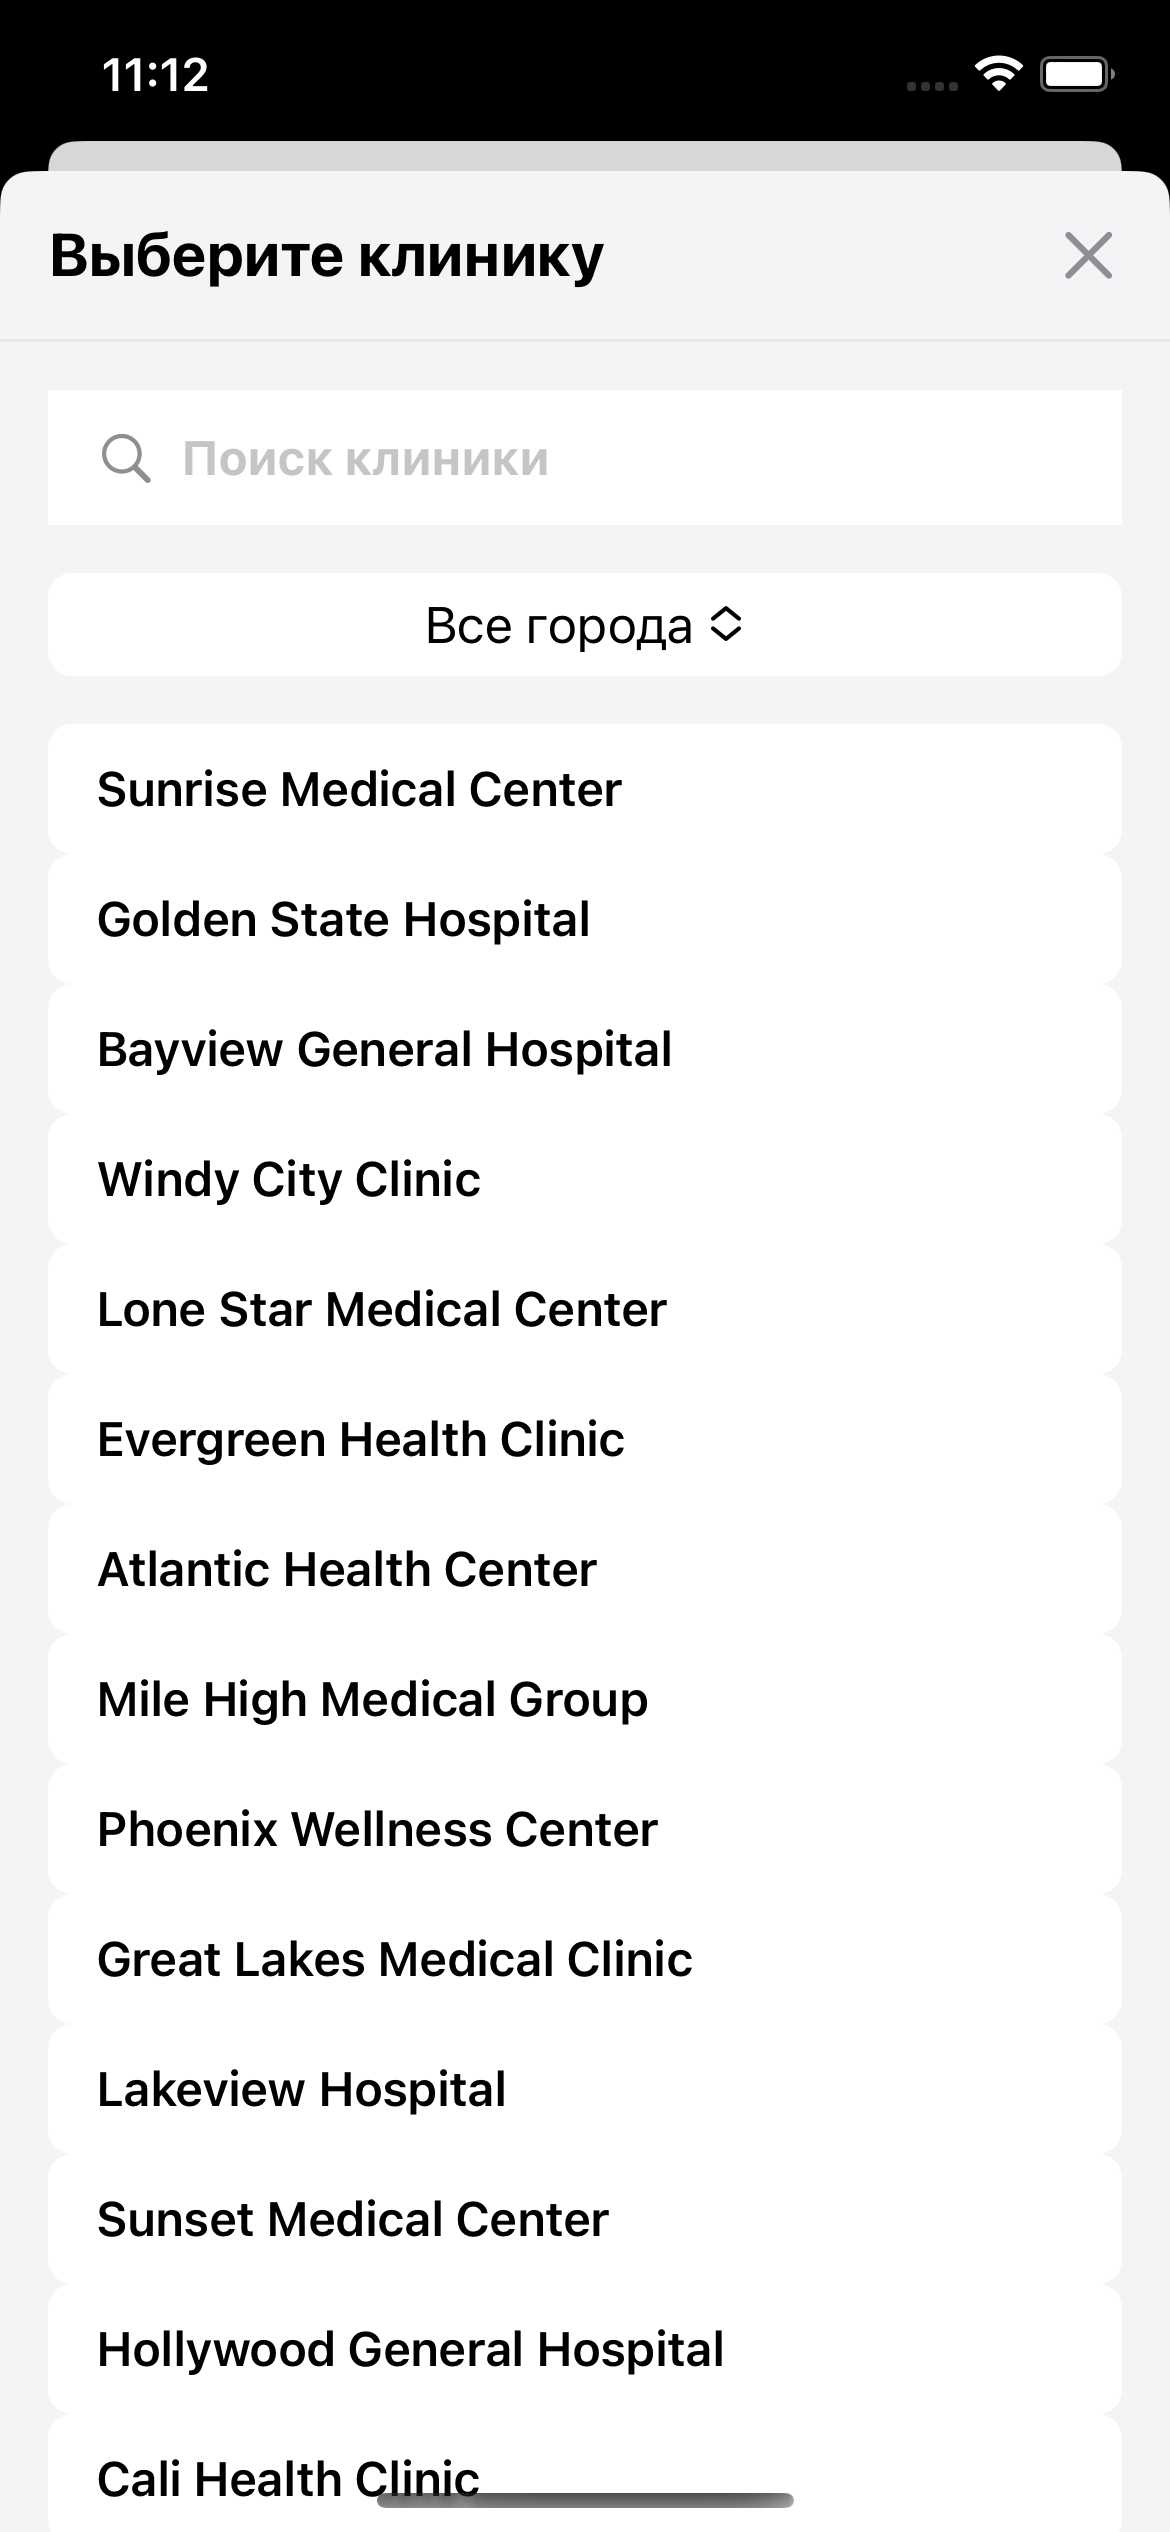 11:12
Выберите клинику
Поиск клиники
Все города
Sunrise Medical Center
Golden State Hospital
Bayview General Hospital
Windy City Clinic
Lone Star Medical Center
Evergreen Health Clinic
Atlantic Health Center
Mile High Medical Group
Phoenix Wellness Center
Great Lakes Medical Clinic
Lakeview Hospital
Sunset Medical Center
Hollywood General Hospital
Cali Health Clinic